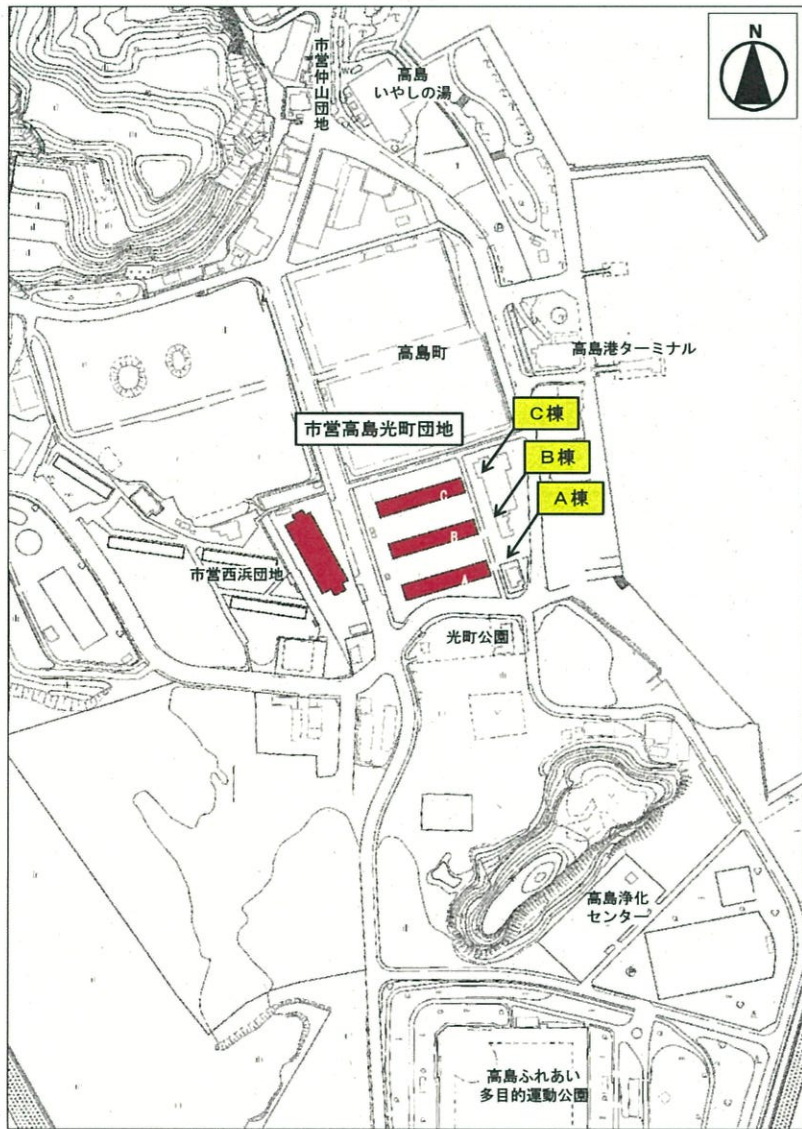 N
市営仲山団地
高島
いやしの湯
高島町
高島港ターミナル
市営高島光町団地
C棟
B棟
A棟
C
B
A
市営西浜団地
光町公園
高島浄化
センター
高島ふれあい
多目的運動公園